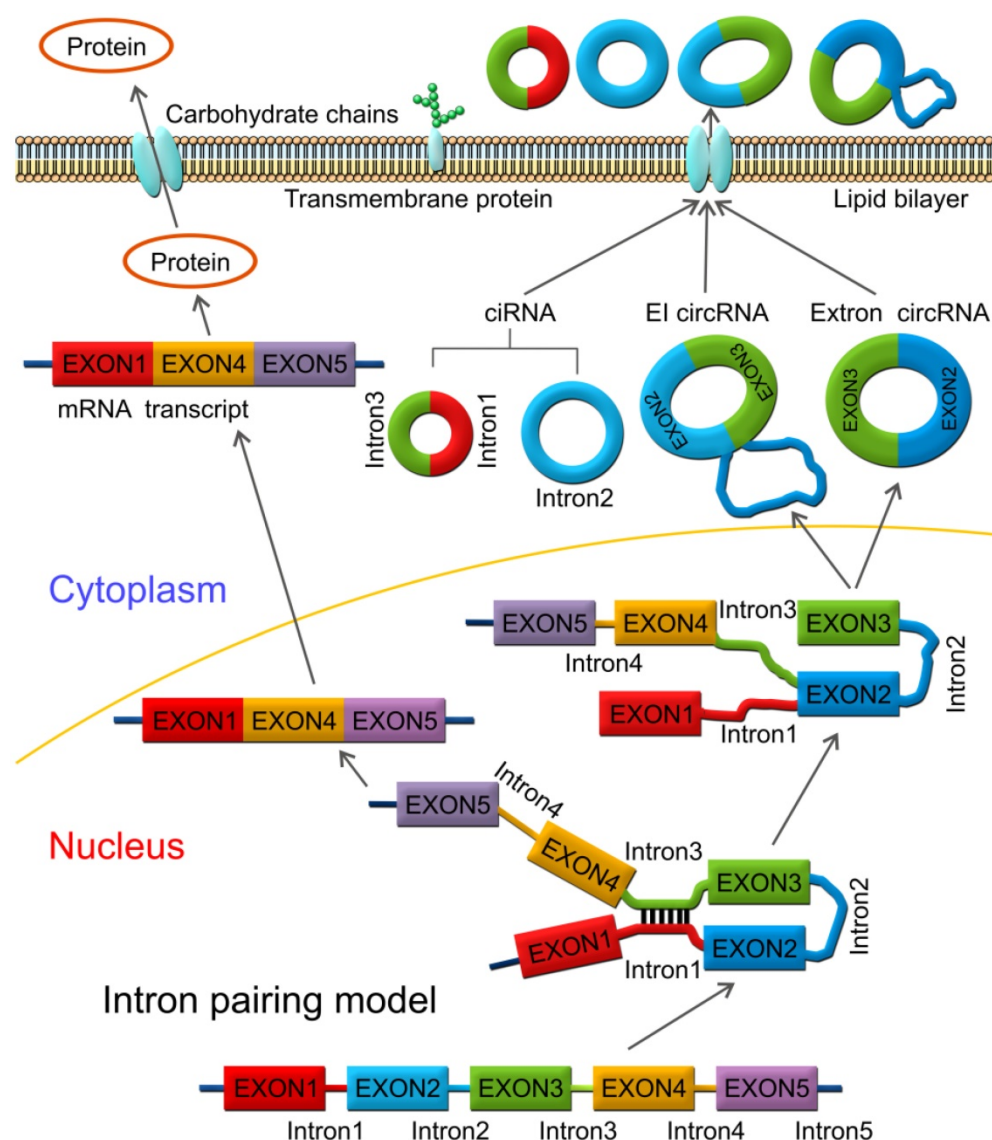 Protein
Carbohydrate chains
Transmembrane protein
Lipid bilayer
Protein
ciRNA
EI circRNA
Extron circRNA
EXON1 EXON4 EXON5
mRNA transcript
Intron3
Intron1
Intron2
EXON2
EXON3
EXON3
EXON2
Cytoplasm
EXON5
Intron4
EXON4
Intron3
EXON3
Intron2
EXON2
EXON1
Intron1
EXON1 EXON4 EXON5
Nucleus
EXON5
Intron4
EXON4
Intron3
EXON3
Intron2
EXON1
Intron1
EXON2
Intron pairing model
EXON1 EXON2 EXON3 EXON4 EXON5
Intron1 Intron2 Intron3 Intron4 Intron5